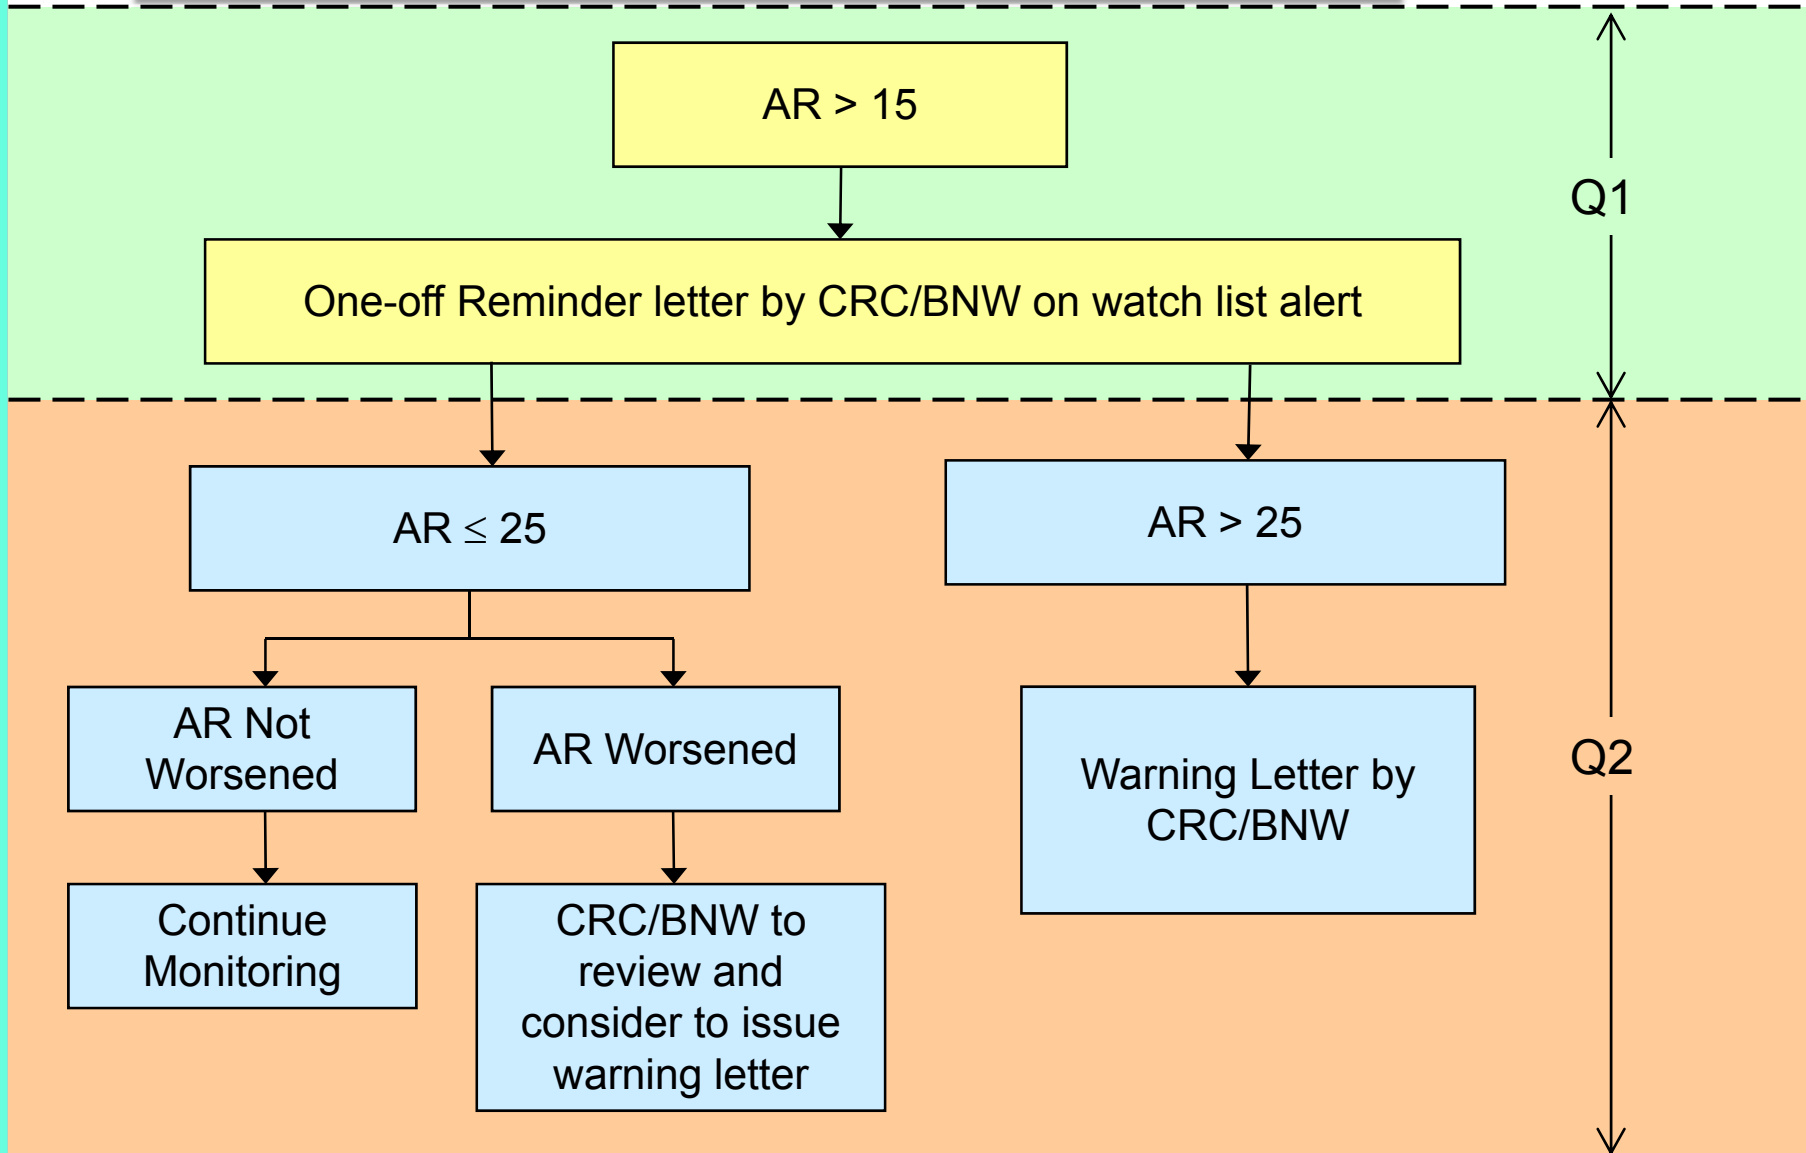 AR > 15
Q1
One-off Reminder letter by CRC/BNW on watch list alert
AR ≤ 25
AR > 25
AR Not
Worsened
AR Worsened
Warning Letter by
CRC/BNW
Q2
Continue
Monitoring
CRC/BNW to
review and
consider to issue
warning letter